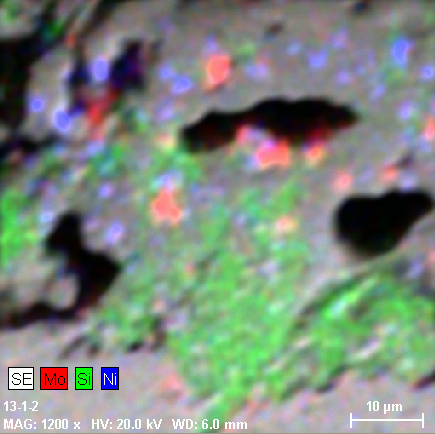 SE Mo Si Ni
13-1-2
10 µm
MAG: 1200 x HV: 20.0 kV WD: 6.0 mm